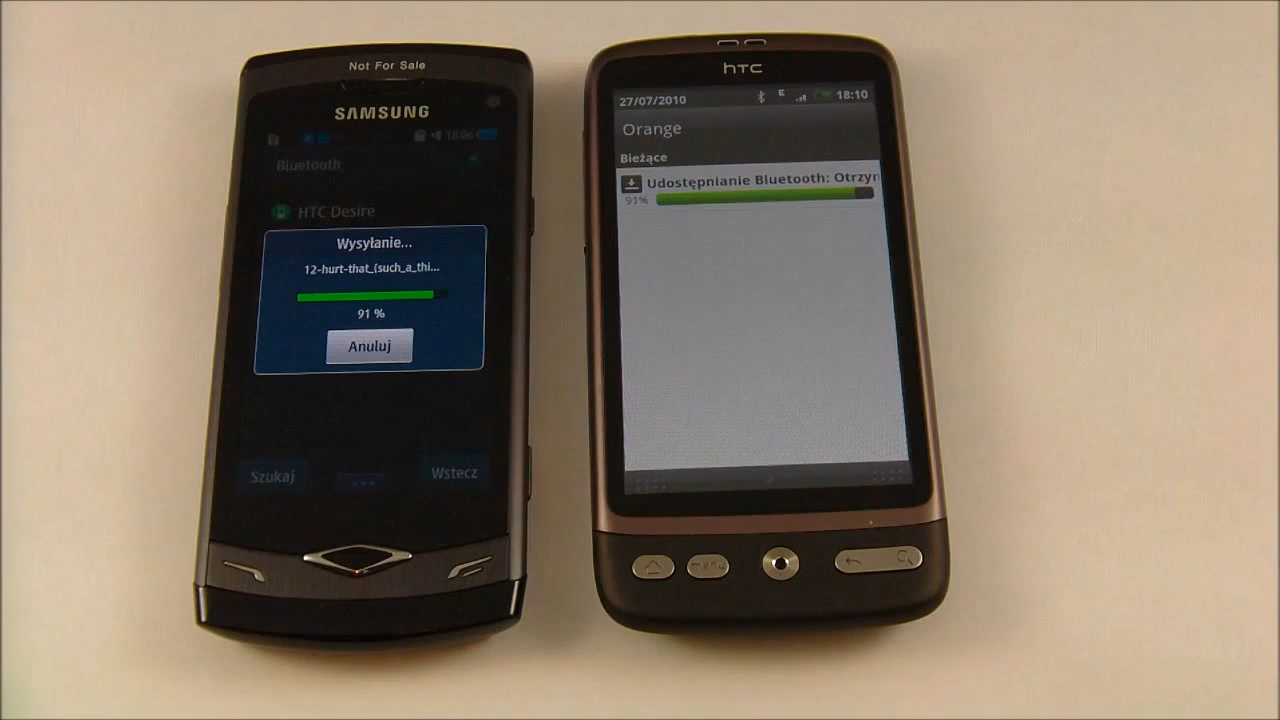 Not For Sale
SAMSUNG
18:06
Bluetooth
HTC Desire
Wysyłanie...
12-hurt-that_(such_a_thi...
91 %
Anuluj
Szukaj
...
Wstecz
hTC
27/07/2010
E
18:10
Orange
Bieżące
Udostępnianie Bluetooth: Otrzyn
91%
menu